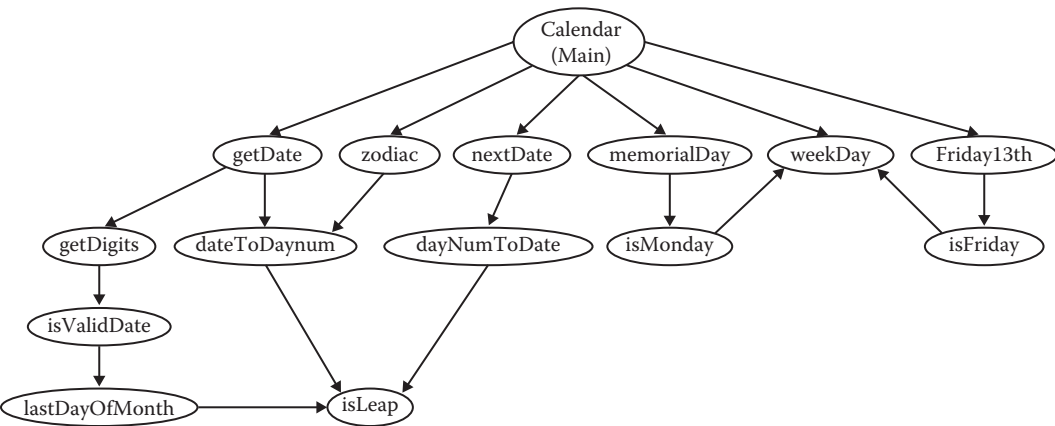 Calendar
(Main)
getDate
zodiac
nextDate
memorialDay
weekDay
Friday13th
getDigits
dateToDaynum
dayNumToDate
isMonday
isFriday
isValidDate
lastDayOfMonth
isLeap